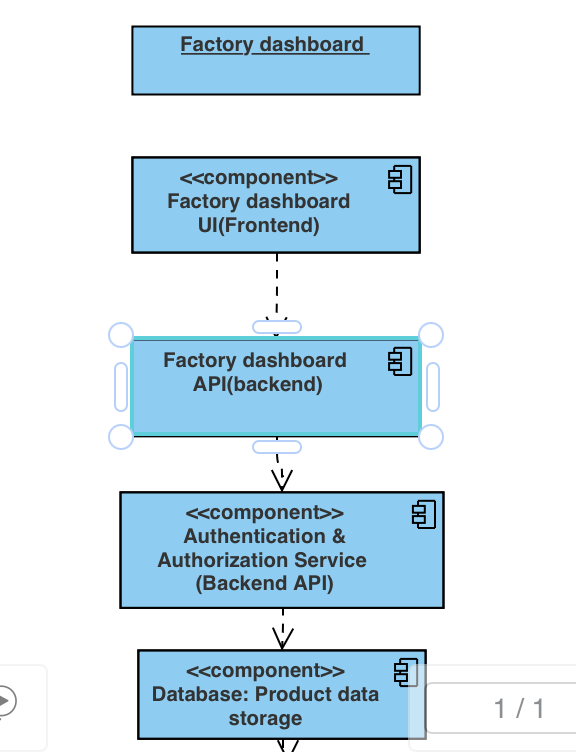 Factory dashboard
<<component>>
Factory dashboard
UI(Frontend)
Factory dashboard
API(backend)
<<component>>
Authentication &
Authorization Service
(Backend API)
<<component>>
Database: Product data
storage
1 / 1